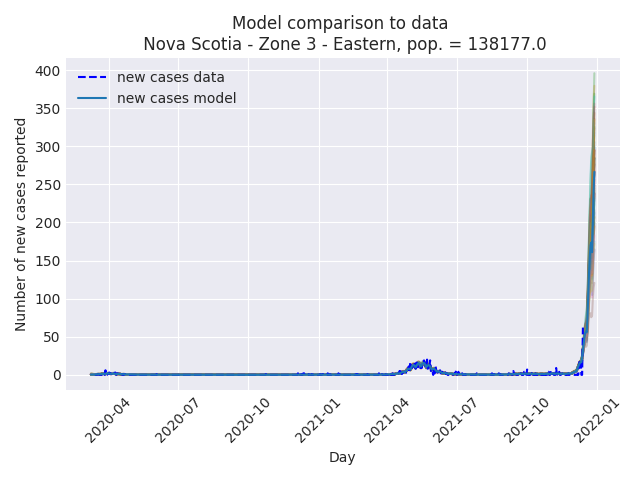 Model comparison to data
Nova Scotia - Zone 3 - Eastern, pop. = 138177.0
new cases data
new cases model
400
350
300
250
200
150
100
50
0
Number of new cases reported
2020-04
2020-07
2020-10
2021-01
2021-04
2021-07
2021-10
2022-01
Day